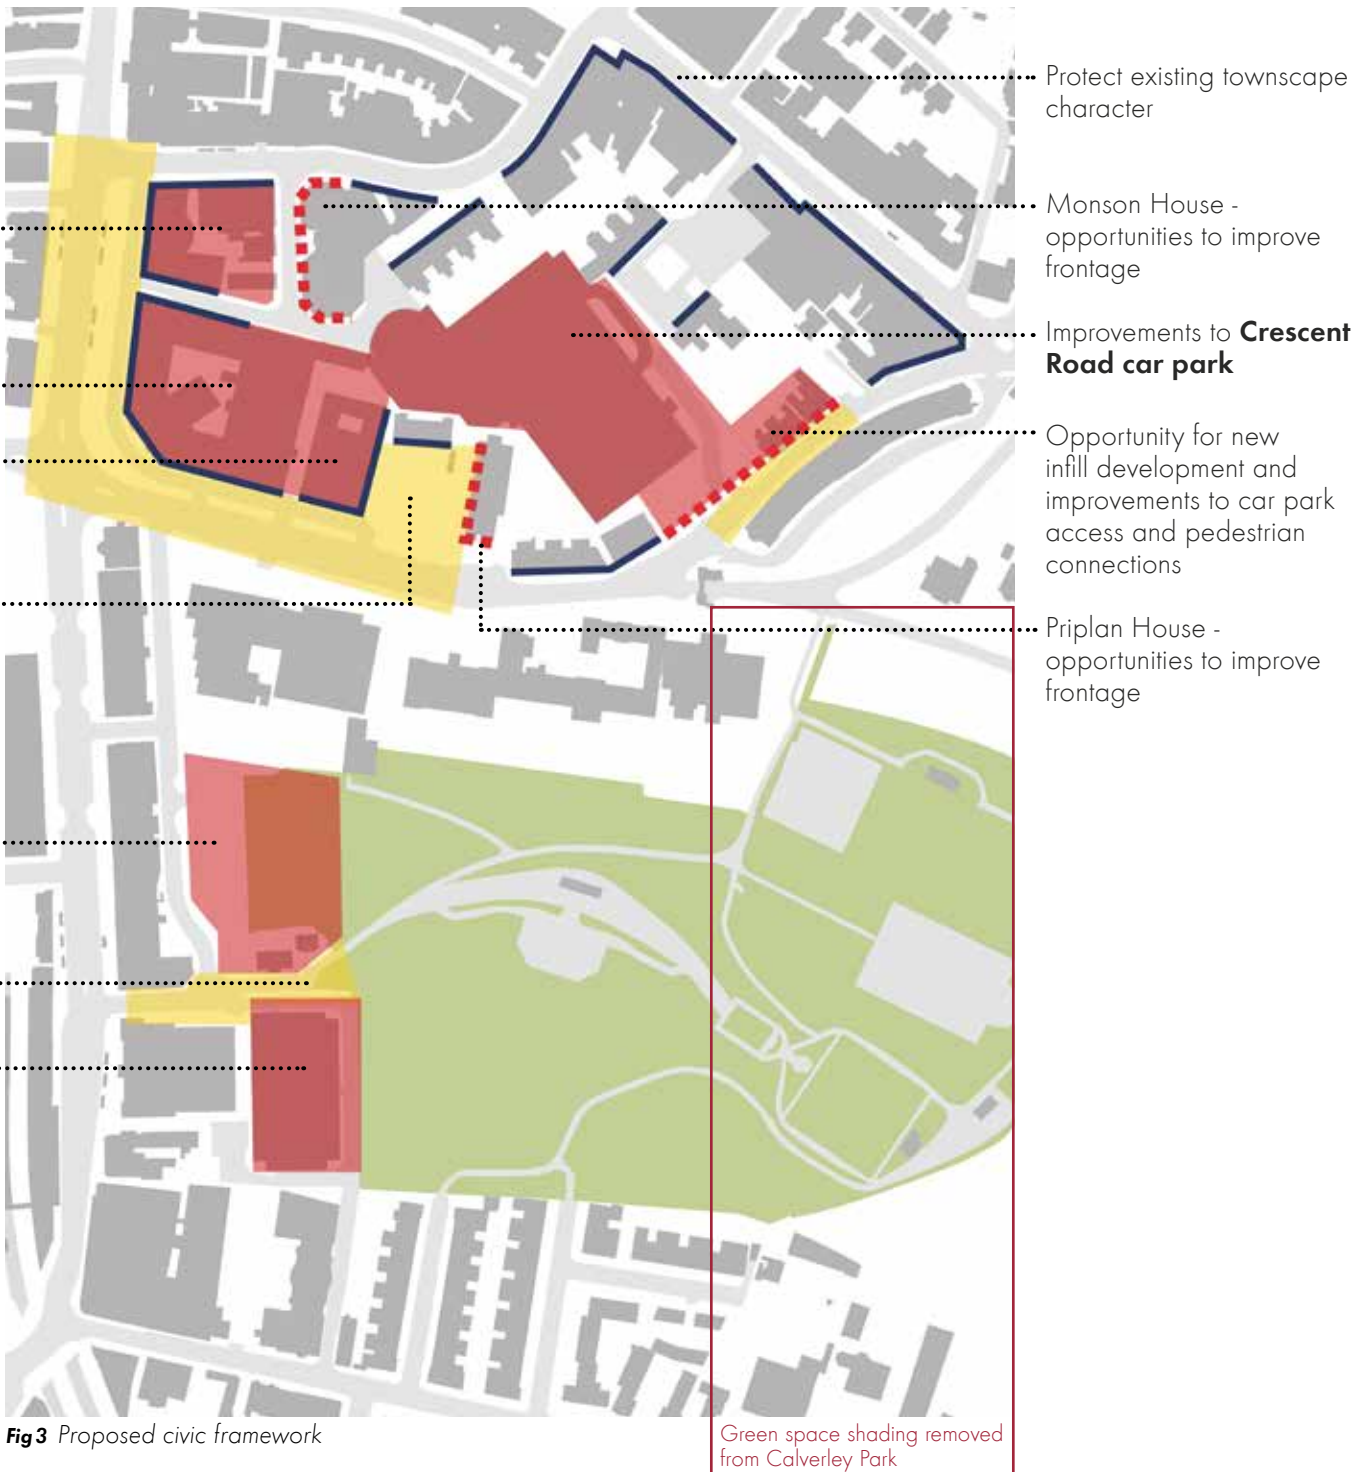 Protect existing townscape
character
Monson House -
opportunities to improve
frontage
Improvements to Crescent
Road car park
Opportunity for new
infill development and
improvements to car park
access and pedestrian
connections
Priplan House -
opportunities to improve
frontage
Fig 3 Proposed civic framework
Green space shading removed
from Calverley Park